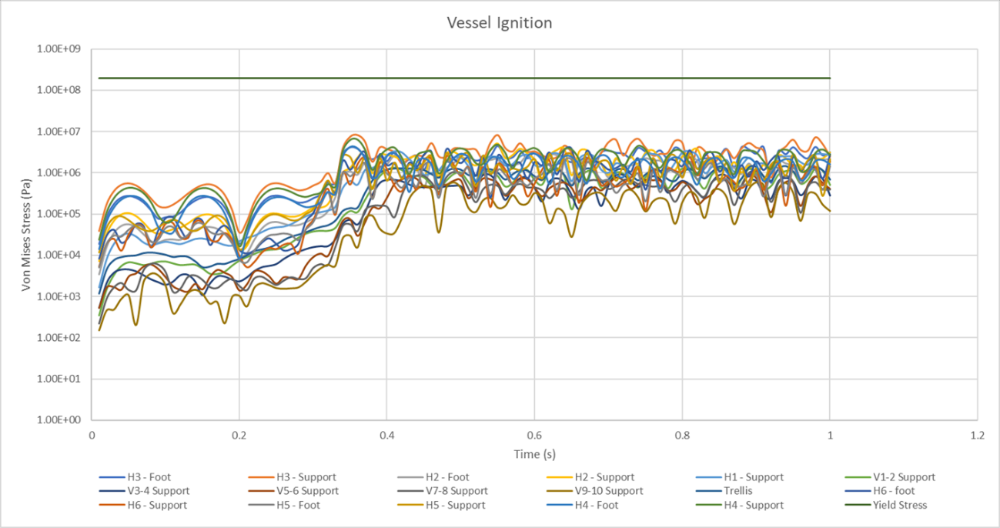 Vessel Ignition
1.00E+09
1.00E+08
1.00E+07
1.00E+06
1.00E+05
1.00E+04
1.00E+03
1.00E+02
1.00E+01
1.00E+00
Von Mises Stress (Pa)
0 0.2 0.4 0.6 0.8 1 1.2
Time (s)
H3 - Foot H3 - Support H2 - Foot H2 - Support H1 - Support V1-2 Support
V3-4 Support V5-6 Support V7-8 Support V9-10 Support Trellis H6 - foot
H6 - Support H5 - Foot H5 - Support H4 - Foot H4 - Support Yield Stress